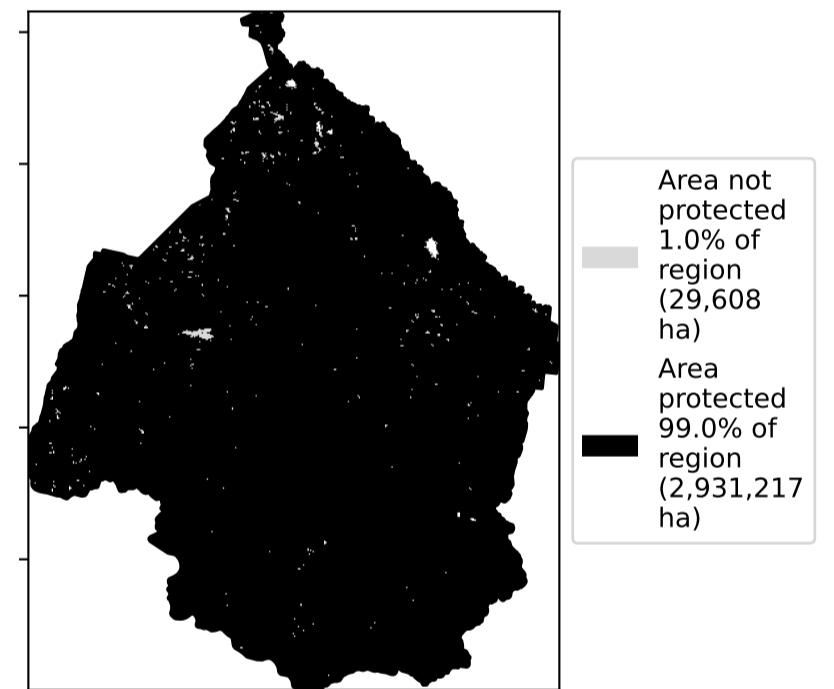 Area not
protected
1.0% of
region
(29,608
ha)
Area
protected
99.0% of
region
(2,931,217
ha)